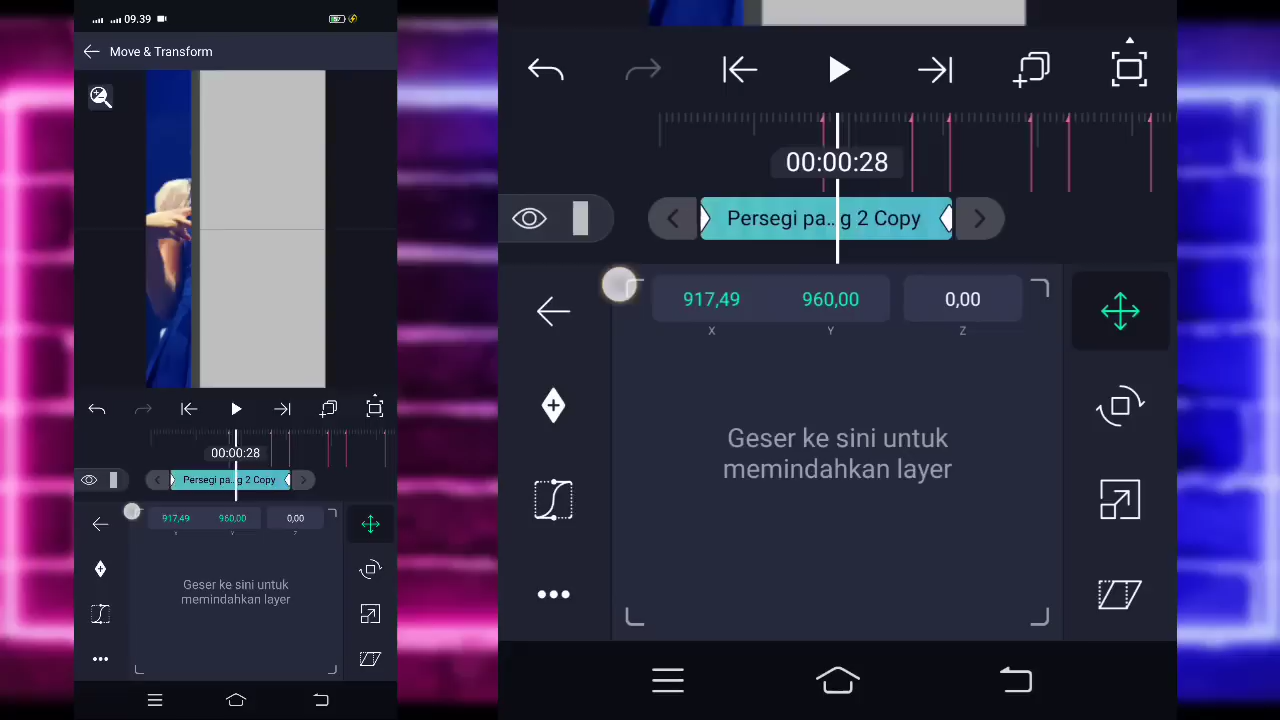 09.39
Move & Transform
00:00:28
Persegi pa...g 2 Copy
917,49
960,00
0,00
X
Y
Z
Geser ke sini untuk
memindahkan layer
00:00:28
Persegi pa...g 2 Copy
917,49
960,00
0,00
X
Y
Z
Geser ke sini untuk
memindahkan layer